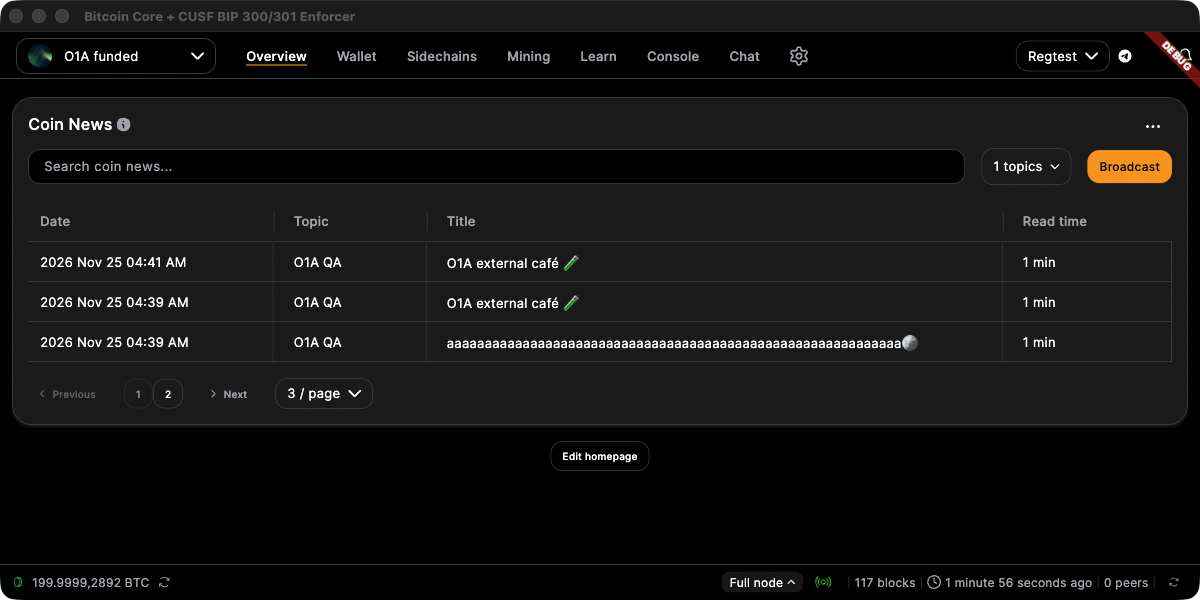 Bitcoin Core + CUSF BIP 300/301 Enforcer
O1A funded
Overview
Wallet
Sidechains
Mining
Learn
Console
Chat
Regtest
DEBUG
Coin News
Search coin news...
1 topics
Broadcast
Date Topic Title Read time
2026 Nov 25 04:41 AM O1A QA O1A external café 🧪 1 min
2026 Nov 25 04:39 AM O1A QA O1A external café 🧪 1 min
2026 Nov 25 04:39 AM O1A QA aaaaaaaaaaaaaaaaaaaaaaaaaaaaaaaaaaaaaaaaaaaaaaaaaaaaaaaaaaaa🌕 1 min
Previous 1 2 Next 3 / page
Edit homepage
199.9999,2892 BTC
Full node
117 blocks
1 minute 56 seconds ago
0 peers